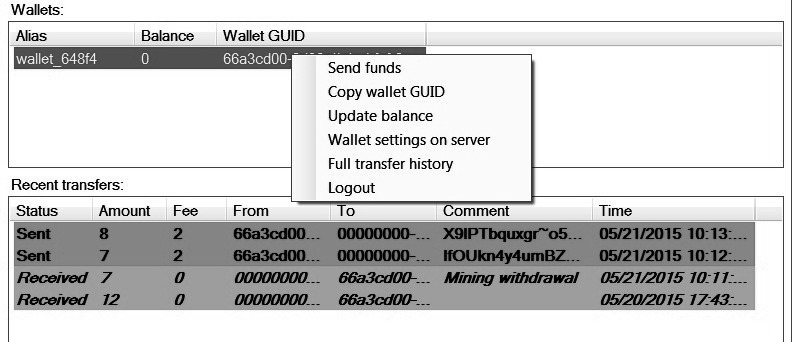 Wallets:
Alias Balance Wallet GUID
wallet_648f4 0 66a3cd00-
Send funds
Copy wallet GUID
Update balance
Wallet settings on server
Full transfer history
Logout
Recent transfers:
Status Amount Fee From To Comment Time
Sent 8 2 66a3cd00... 00000000-... X9IPTbquxgr~o5... 05/21/2015 10:13:...
Sent 7 2 66a3cd00... 00000000-... IfOUkn4y4umBZ... 05/21/2015 10:12:...
Received 7 0 00000000... 66a3cd00-... Mining withdrawal 05/21/2015 10:11:...
Received 12 0 00000000... 66a3cd00-... 05/20/2015 17:43:...